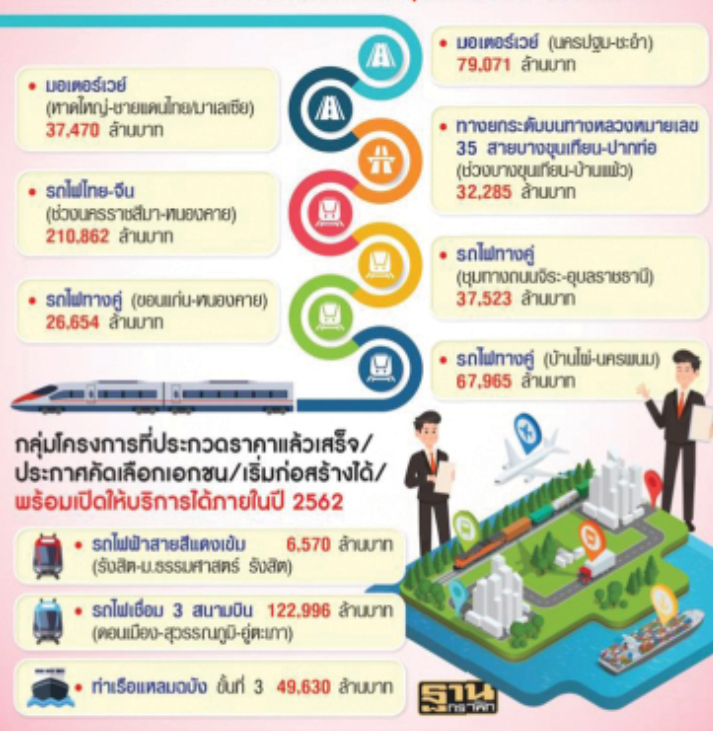 • มอเตอร์เวย์ (นครปฐม-ชะอำ)
79,071 ล้านบาท
• มอเตอร์เวย์
(หาดใหญ่-ชายแดนไทย/มาเลเซีย)
37,470 ล้านบาท
• ทางยกระดับบนทางหลวงหมายเลข
35 สายบางขุนเทียน-ปากท่อ
(ช่วงบางขุนเทียน-บ้านแพ้ว)
32,285 ล้านบาท
• รถไฟไทย-จีน
(ช่วงนครราชสีมา-หนองคาย)
210,862 ล้านบาท
• รถไฟทางคู่
(ชุมทางถนนจิระ-อุบลราชธานี)
37,523 ล้านบาท
• รถไฟทางคู่ (ขอนแก่น-หนองคาย)
26,654 ล้านบาท
• รถไฟทางคู่ (บ้านไผ่-นครพนม)
67,965 ล้านบาท
กลุ่มโครงการที่ประกวดราคาแล้วเสร็จ/
ประกาศคัดเลือกเอกชน/เริ่มก่อสร้างได้/
พร้อมเปิดให้บริการได้ภายในปี 2562
• รถไฟฟ้าสายสีแดงเข้ม 6,570 ล้านบาท
(รังสิต-ม.ธรรมศาสตร์ รังสิต)
• รถไฟเชื่อม 3 สนามบิน 122,996 ล้านบาท
(ดอนเมือง-สุวรรณภูมิ-อู่ตะเภา)
• ท่าเรือแหลมฉบัง ขั้นที่ 3 49,630 ล้านบาท
ฐาน
กราฟิก